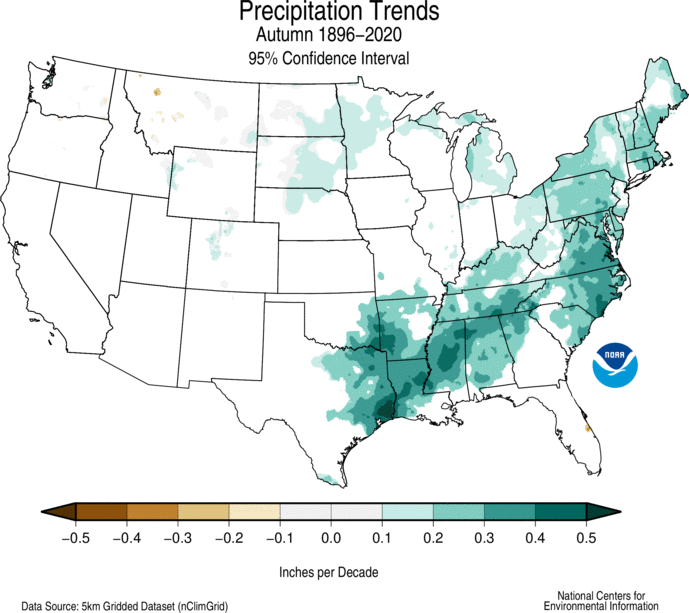 Precipitation Trends
Autumn 1896–2020
95% Confidence Interval
NOAA
−0.5 −0.4 −0.3 −0.2 −0.1 0.0 0.1 0.2 0.3 0.4 0.5
Inches per Decade
Data Source: 5km Gridded Dataset (nClimGrid)
National Centers for
Environmental Information